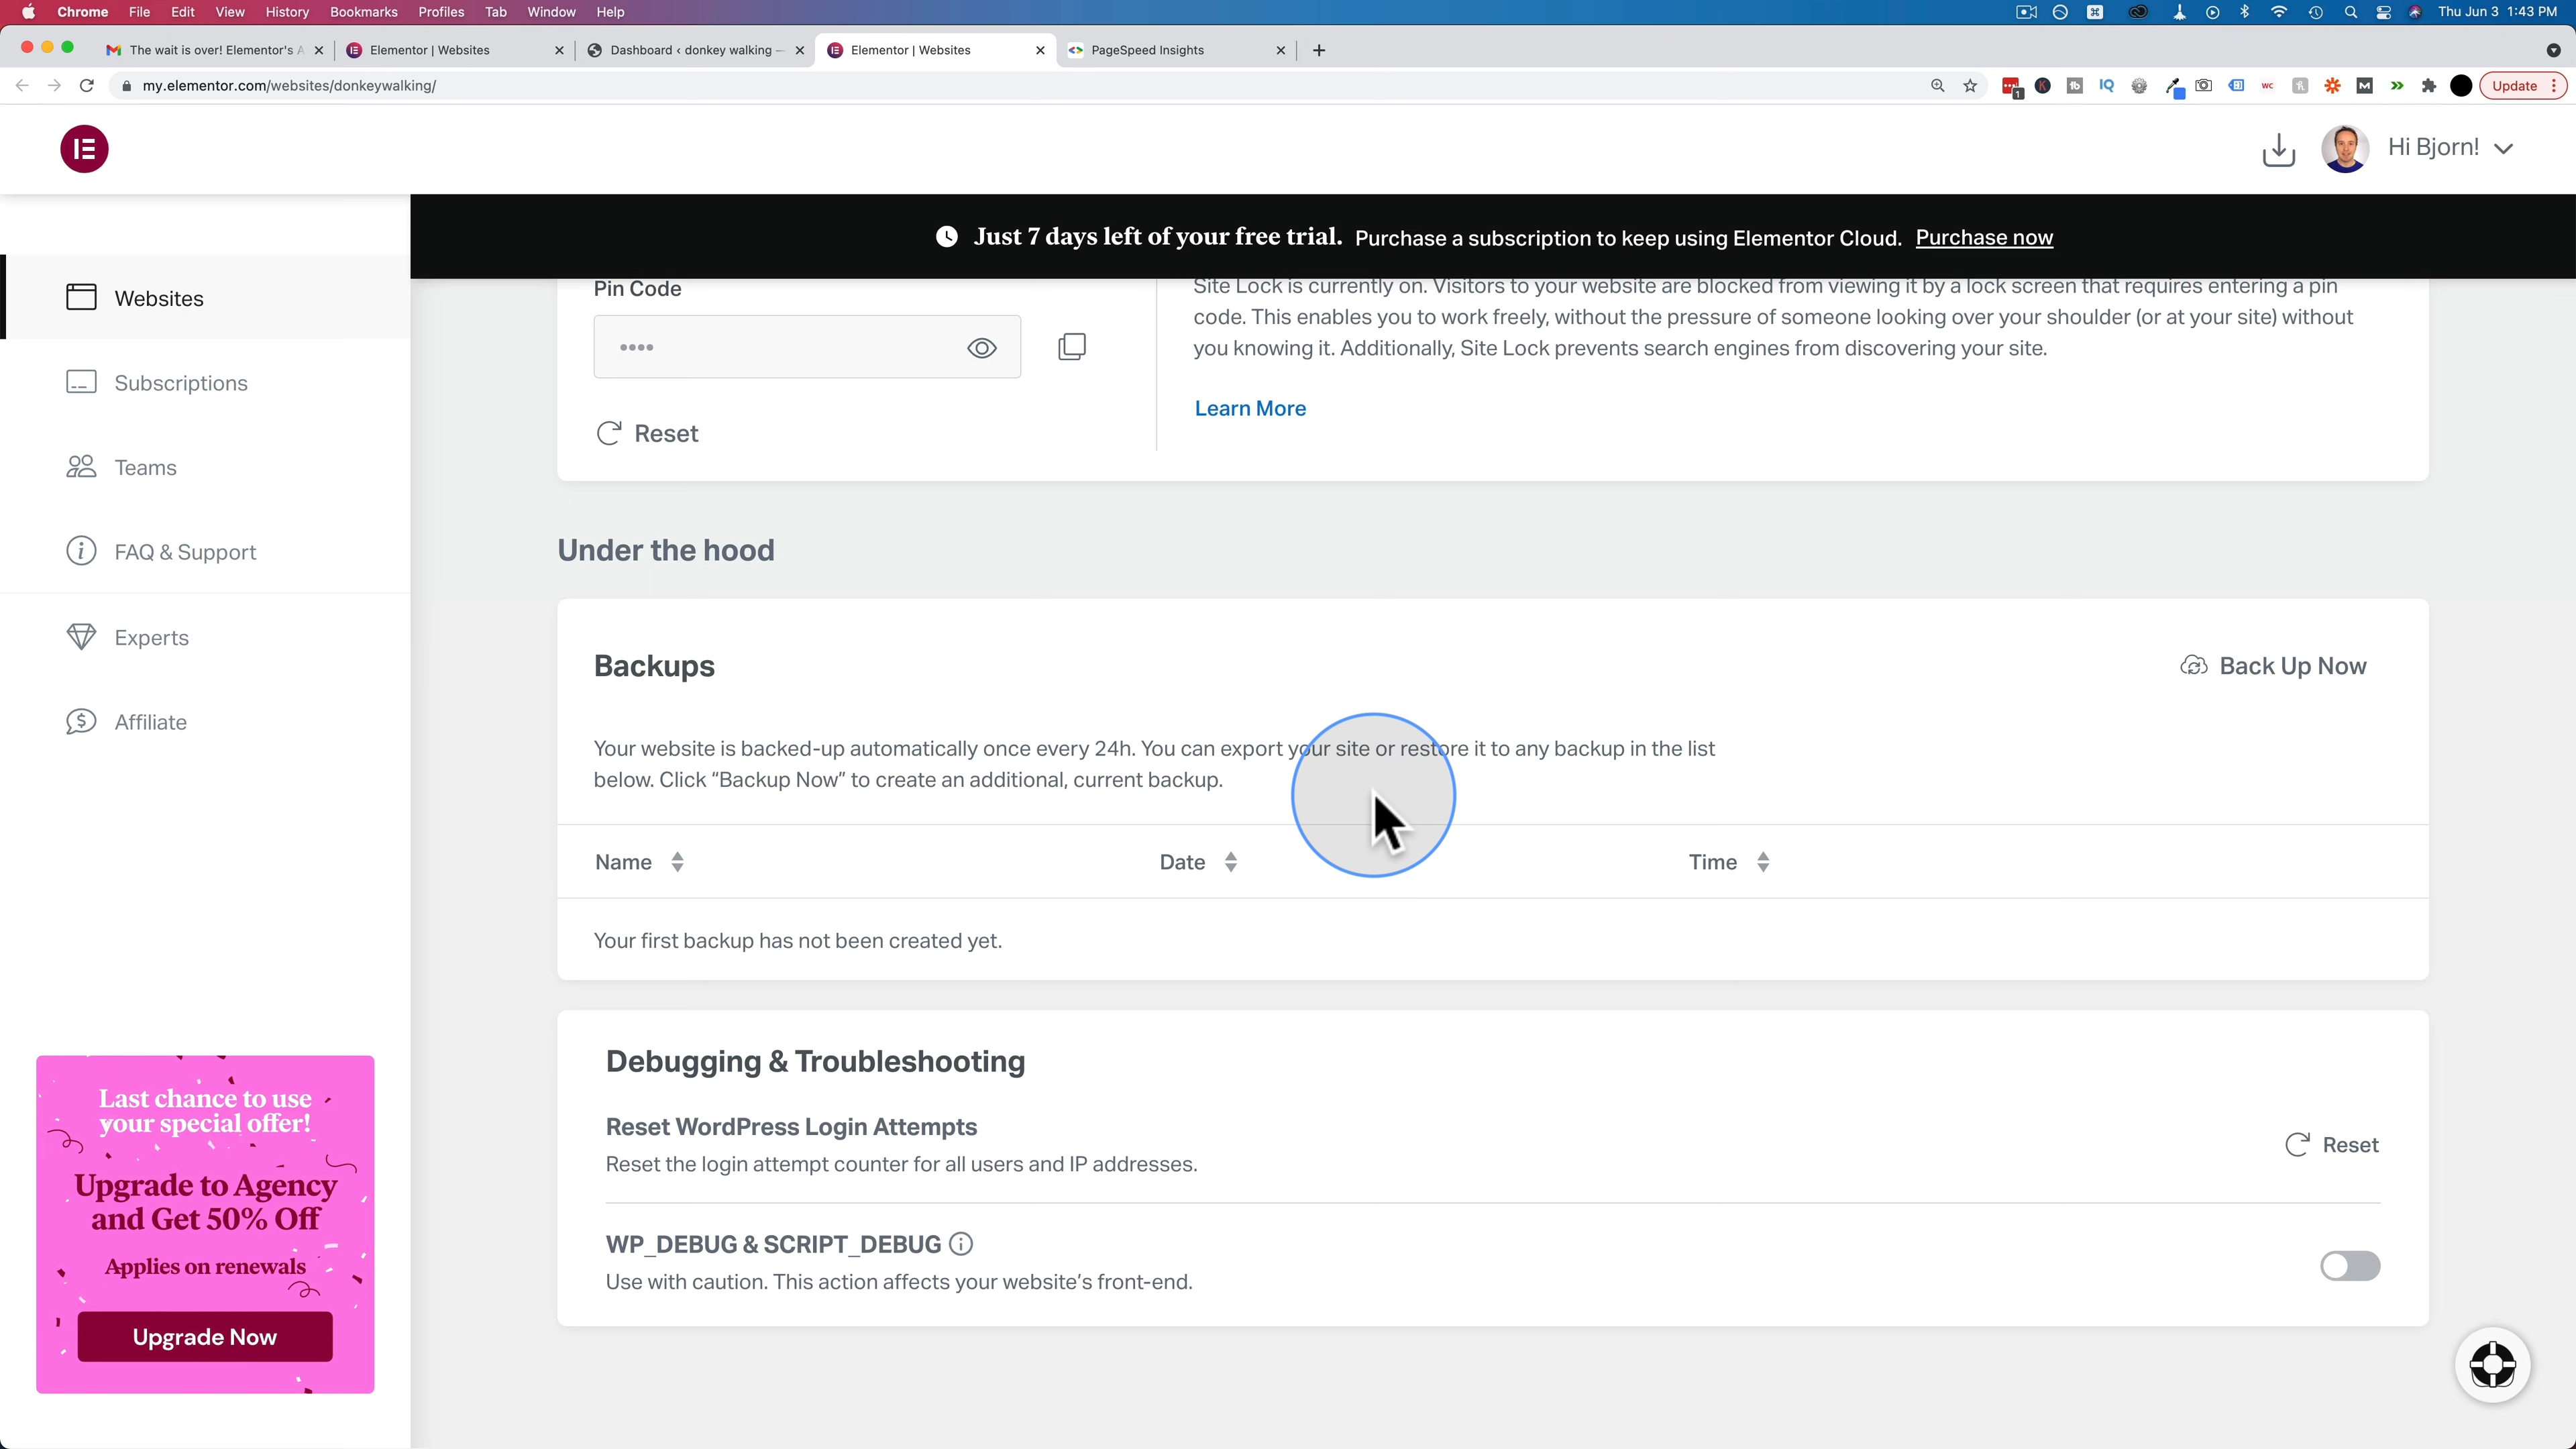 Chrome File Edit View History Bookmarks Profiles Tab Window Help Thu Jun 3 1:43 PM
The wait is over! Elementor's A Elementor | Websites Dashboard ‹ donkey walking — Elementor | Websites PageSpeed Insights
my.elementor.com/websites/donkeywalking/ Update
Hi Bjorn!
Just 7 days left of your free trial. Purchase a subscription to keep using Elementor Cloud. Purchase now
Websites
Subscriptions
Teams
FAQ & Support
Experts
Affiliate
Last chance to use
your special offer!
Upgrade to Agency
and Get 50% Off
Applies on renewals
Upgrade Now
Pin Code
••••
Reset
Site Lock is currently on. Visitors to your website are blocked from viewing it by a lock screen that requires entering a pin
code. This enables you to work freely, without the pressure of someone looking over your shoulder (or at your site) without
you knowing it. Additionally, Site Lock prevents search engines from discovering your site.
Learn More
Under the hood
Backups
Back Up Now
Your website is backed-up automatically once every 24h. You can export your site or restore it to any backup in the list
below. Click “Backup Now” to create an additional, current backup.
Name Date Time
Your first backup has not been created yet.
Debugging & Troubleshooting
Reset WordPress Login Attempts
Reset the login attempt counter for all users and IP addresses.
Reset
WP_DEBUG & SCRIPT_DEBUG
Use with caution. This action affects your website’s front-end.